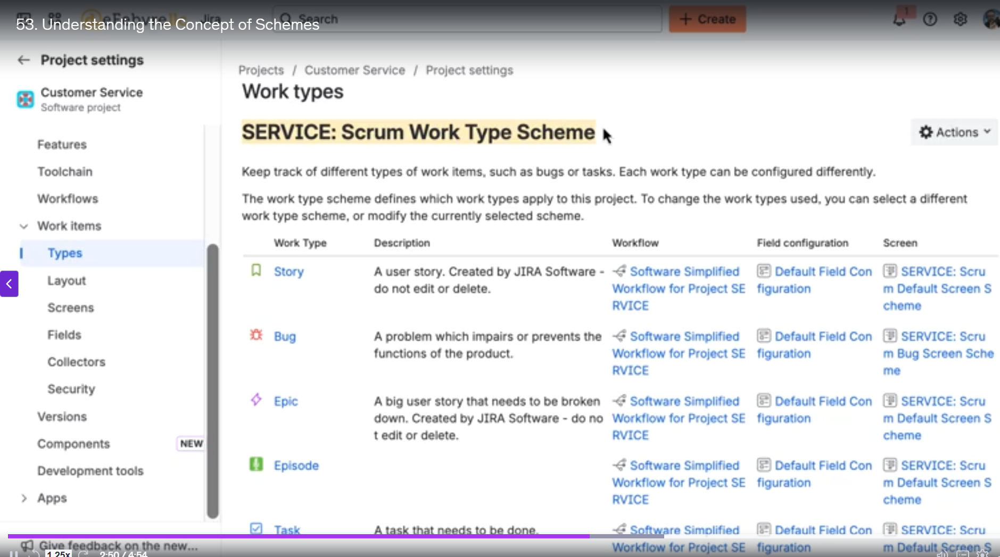 53. Understanding the Concept of Schemes
Jira
Search
+ Create
1
Project settings
Customer Service
Software project
Features
Toolchain
Workflows
Work items
Types
Layout
Screens
Fields
Collectors
Security
Versions
Components NEW
Development tools
Apps
Give feedback on the new...
Projects / Customer Service / Project settings
Work types
SERVICE: Scrum Work Type Scheme
Actions
Keep track of different types of work items, such as bugs or tasks. Each work type can be configured differently.
The work type scheme defines which work types apply to this project. To change the work types used, you can select a different
work type scheme, or modify the currently selected scheme.
Work Type Description Workflow Field configuration Screen
Story A user story. Created by JIRA Software - Software Simplified Default Field Con SERVICE: Scru
do not edit or delete. Workflow for Project SE figuration m Default Screen S
RVICE cheme
Bug A problem which impairs or prevents the Software Simplified Default Field Con SERVICE: Scru
functions of the product. Workflow for Project SE figuration m Bug Screen Sche
RVICE me
Epic A big user story that needs to be broken Software Simplified Default Field Con SERVICE: Scru
down. Created by JIRA Software - do no Workflow for Project SE figuration m Default Screen S
t edit or delete. RVICE cheme
Episode Software Simplified Default Field Con SERVICE: Scru
Workflow for Project SE figuration m Default Screen S
RVICE cheme
Task A task that needs to be done. Software Simplified Default Field Con SERVICE: Scru
Workflow for Project SE figuration m Default Screen S
1.25x 2:50 / 4:54